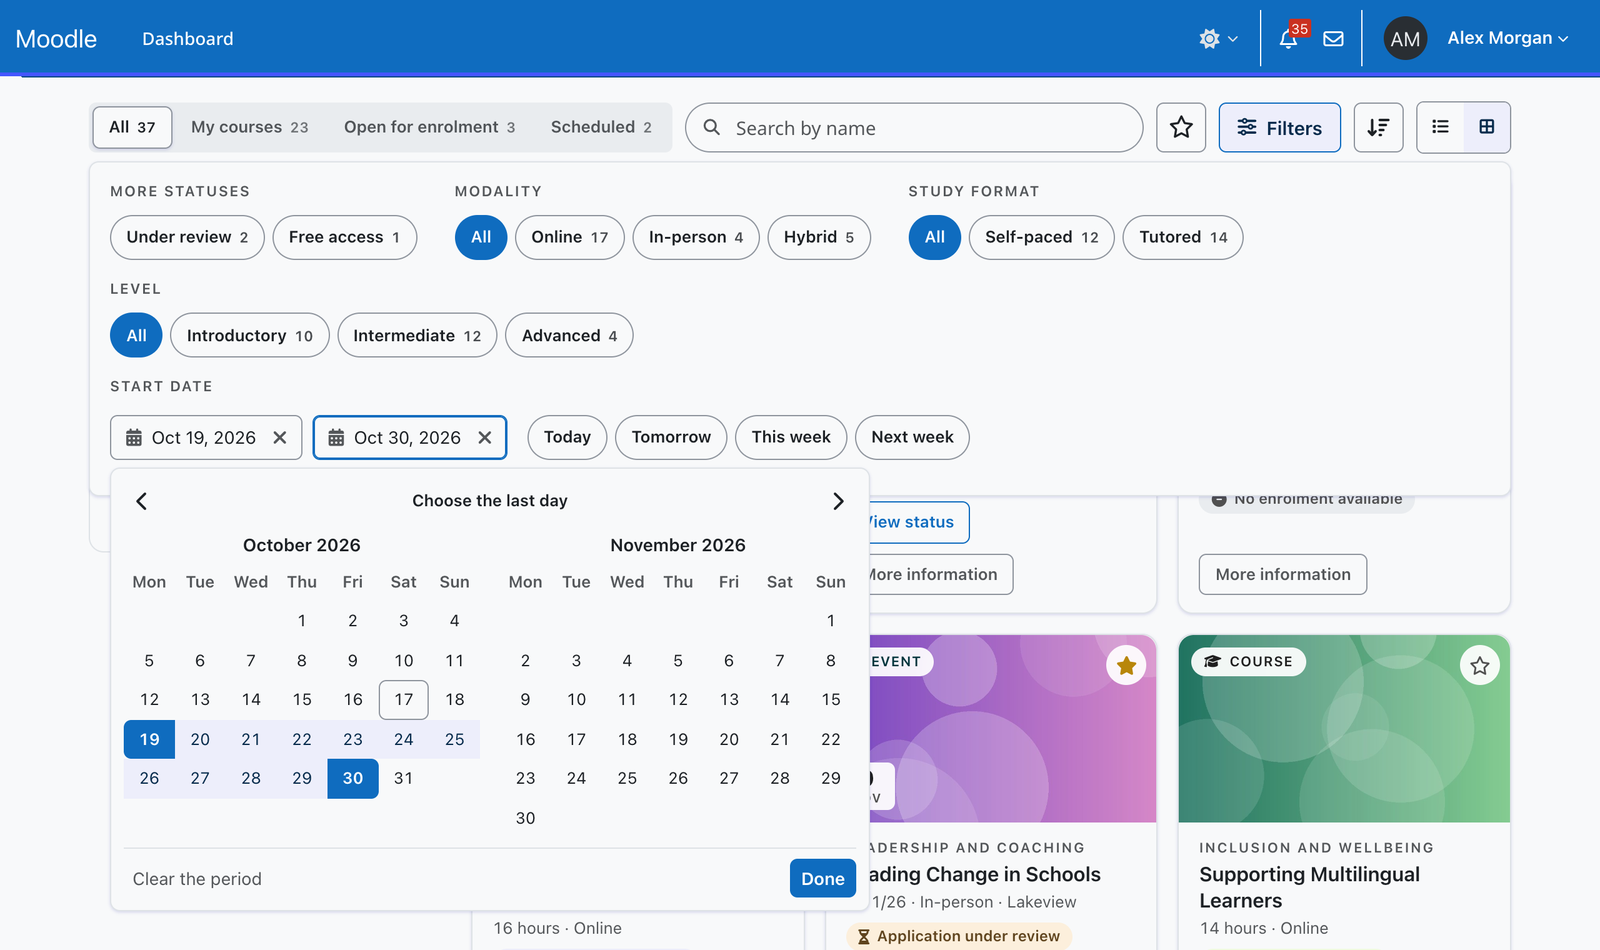 Moodle Dashboard 35 AM Alex Morgan
All 37 My courses 23 Open for enrolment 3 Scheduled 2 Search by name Filters
MORE STATUSES MODALITY STUDY FORMAT
Under review 2 Free access 1 All Online 17 In-person 4 Hybrid 5 All Self-paced 12 Tutored 14
LEVEL
All Introductory 10 Intermediate 12 Advanced 4
START DATE
Oct 19, 2026 Oct 30, 2026 Today Tomorrow This week Next week
Choose the last day
October 2026 November 2026
Mon Tue Wed Thu Fri Sat Sun Mon Tue Wed Thu Fri Sat Sun
1 2 3 4 1
5 6 7 8 9 10 11 2 3 4 5 6 7 8
12 13 14 15 16 17 18 9 10 11 12 13 14 15
19 20 21 22 23 24 25 16 17 18 19 20 21 22
26 27 28 29 30 31 23 24 25 26 27 28 29
30
Clear the period Done
No enrolment available
View status
More information More information
EVENT COURSE
ADERSHIP AND COACHING INCLUSION AND WELLBEING
ading Change in Schools Supporting Multilingual
Learners
1/26 · In-person · Lakeview
16 hours · Online 14 hours · Online
Application under review